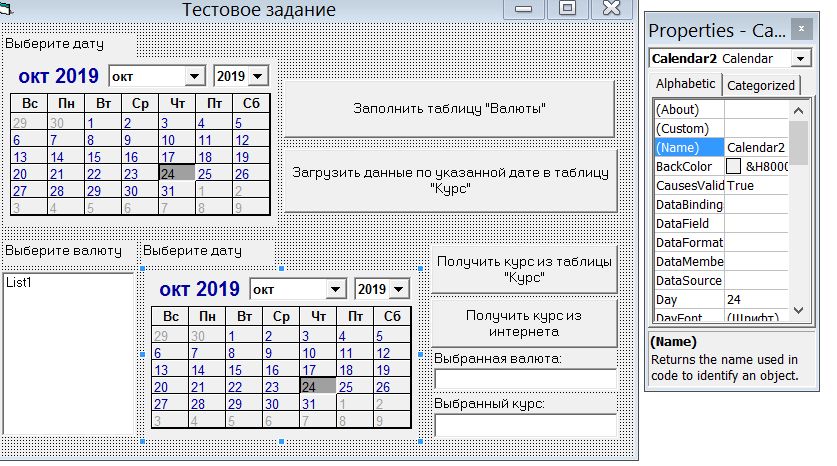 Тестовое задание
Выберите дату
окт 2019 окт 2019
Вс Пн Вт Ср Чт Пт Сб
29 30 1 2 3 4 5
6 7 8 9 10 11 12
13 14 15 16 17 18 19
20 21 22 23 24 25 26
27 28 29 30 31 1 2
3 4 5 6 7 8 9
Заполнить таблицу "Валюты"
Загрузить данные по указанной дате в таблицу
"Курс"
Выберите валюту
List1
Выберите дату
окт 2019 окт 2019
Вс Пн Вт Ср Чт Пт Сб
29 30 1 2 3 4 5
6 7 8 9 10 11 12
13 14 15 16 17 18 19
20 21 22 23 24 25 26
27 28 29 30 31 1 2
3 4 5 6 7 8 9
Получить курс из таблицы
"Курс"
Получить курс из
интернета
Выбранная валюта:
Выбранный курс:
Properties - Ca...
Calendar2 Calendar
Alphabetic Categorized
(About)
(Custom)
(Name) Calendar2
BackColor &H8000
CausesValid True
DataBinding
DataField
DataFormat
DataMembe
DataSource
Day 24
DayFont (Шрифт)
(Name)
Returns the name used in
code to identify an object.